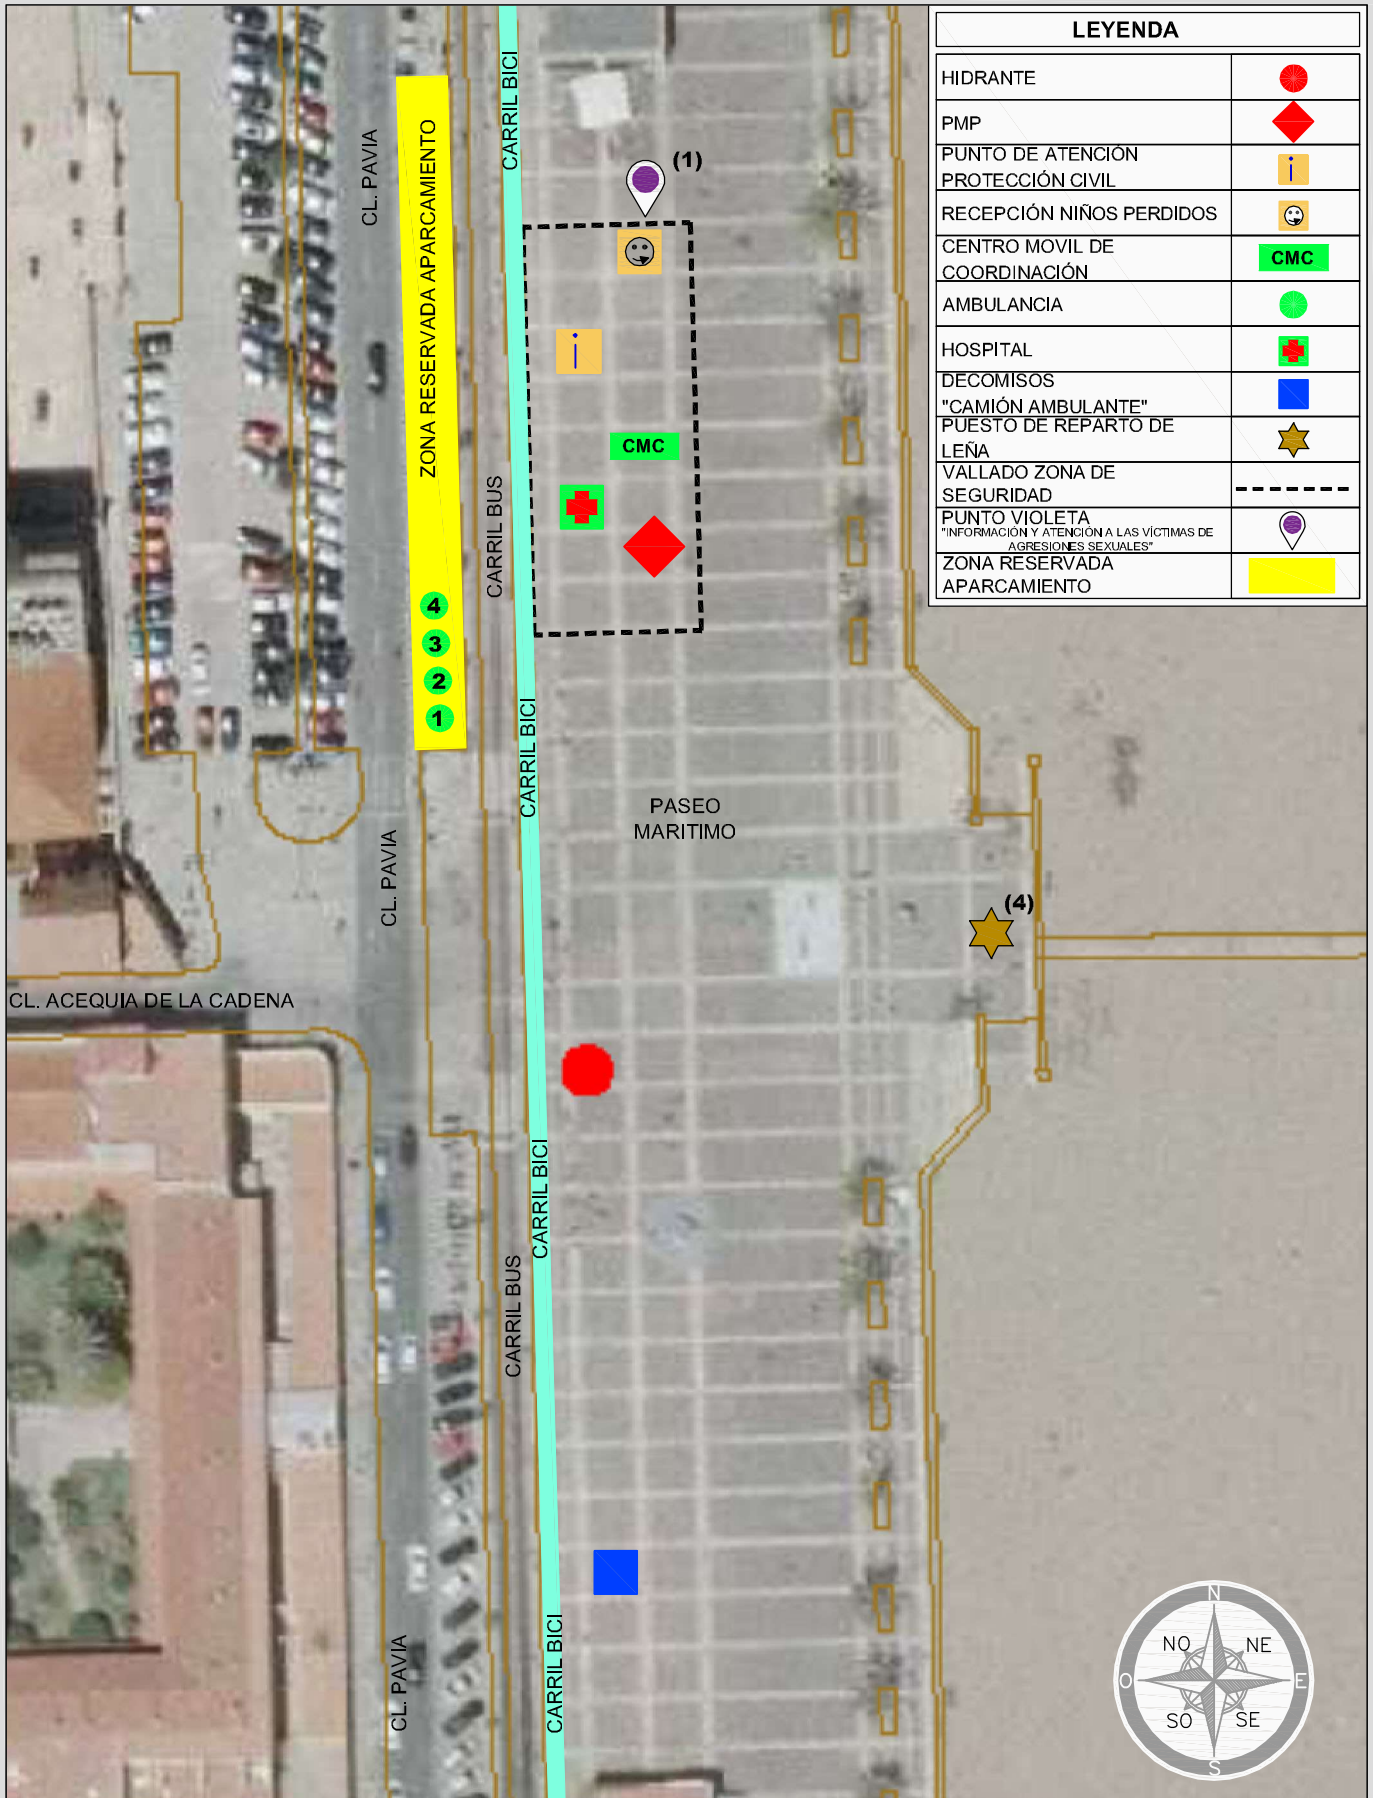 LEYENDA
HIDRANTE
PMP
PUNTO DE ATENCIÓN
PROTECCIÓN CIVIL
i
RECEPCIÓN NIÑOS PERDIDOS
CENTRO MOVIL DE
COORDINACIÓN
CMC
AMBULANCIA
HOSPITAL
DECOMISOS
"CAMIÓN AMBULANTE"
PUESTO DE REPARTO DE
LEÑA
VALLADO ZONA DE
SEGURIDAD
PUNTO VIOLETA
"INFORMACIÓN Y ATENCIÓN A LAS VÍCTIMAS DE
AGRESIONES SEXUALES"
ZONA RESERVADA
APARCAMIENTO
CARRIL BICI
CL. PAVIA
ZONA RESERVADA APARCAMIENTO
(1)
i
CMC
CARRIL BUS
4
3
2
1
CARRIL BICI
PASEO
MARITIMO
CL. PAVIA
(4)
CL. ACEQUIA DE LA CADENA
CARRIL BICI
CARRIL BUS
CARRIL BICI
CL. PAVIA
N
NO
NE
O
E
SO
SE
S